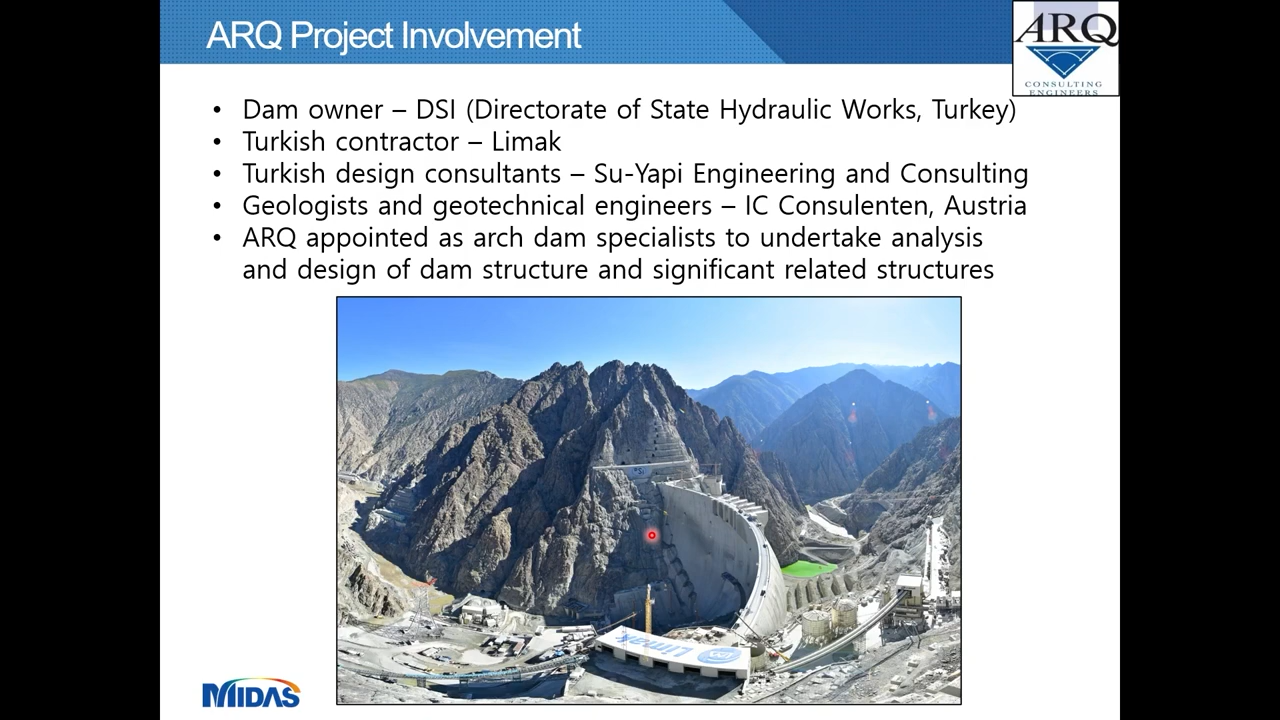 ARQ Project Involvement
ARQ
CONSULTING
ENGINEERS
• Dam owner – DSI (Directorate of State Hydraulic Works, Turkey)
• Turkish contractor – Limak
• Turkish design consultants – Su-Yapi Engineering and Consulting
• Geologists and geotechnical engineers – IC Consulenten, Austria
• ARQ appointed as arch dam specialists to undertake analysis
and design of dam structure and significant related structures
Limak
MIDAS